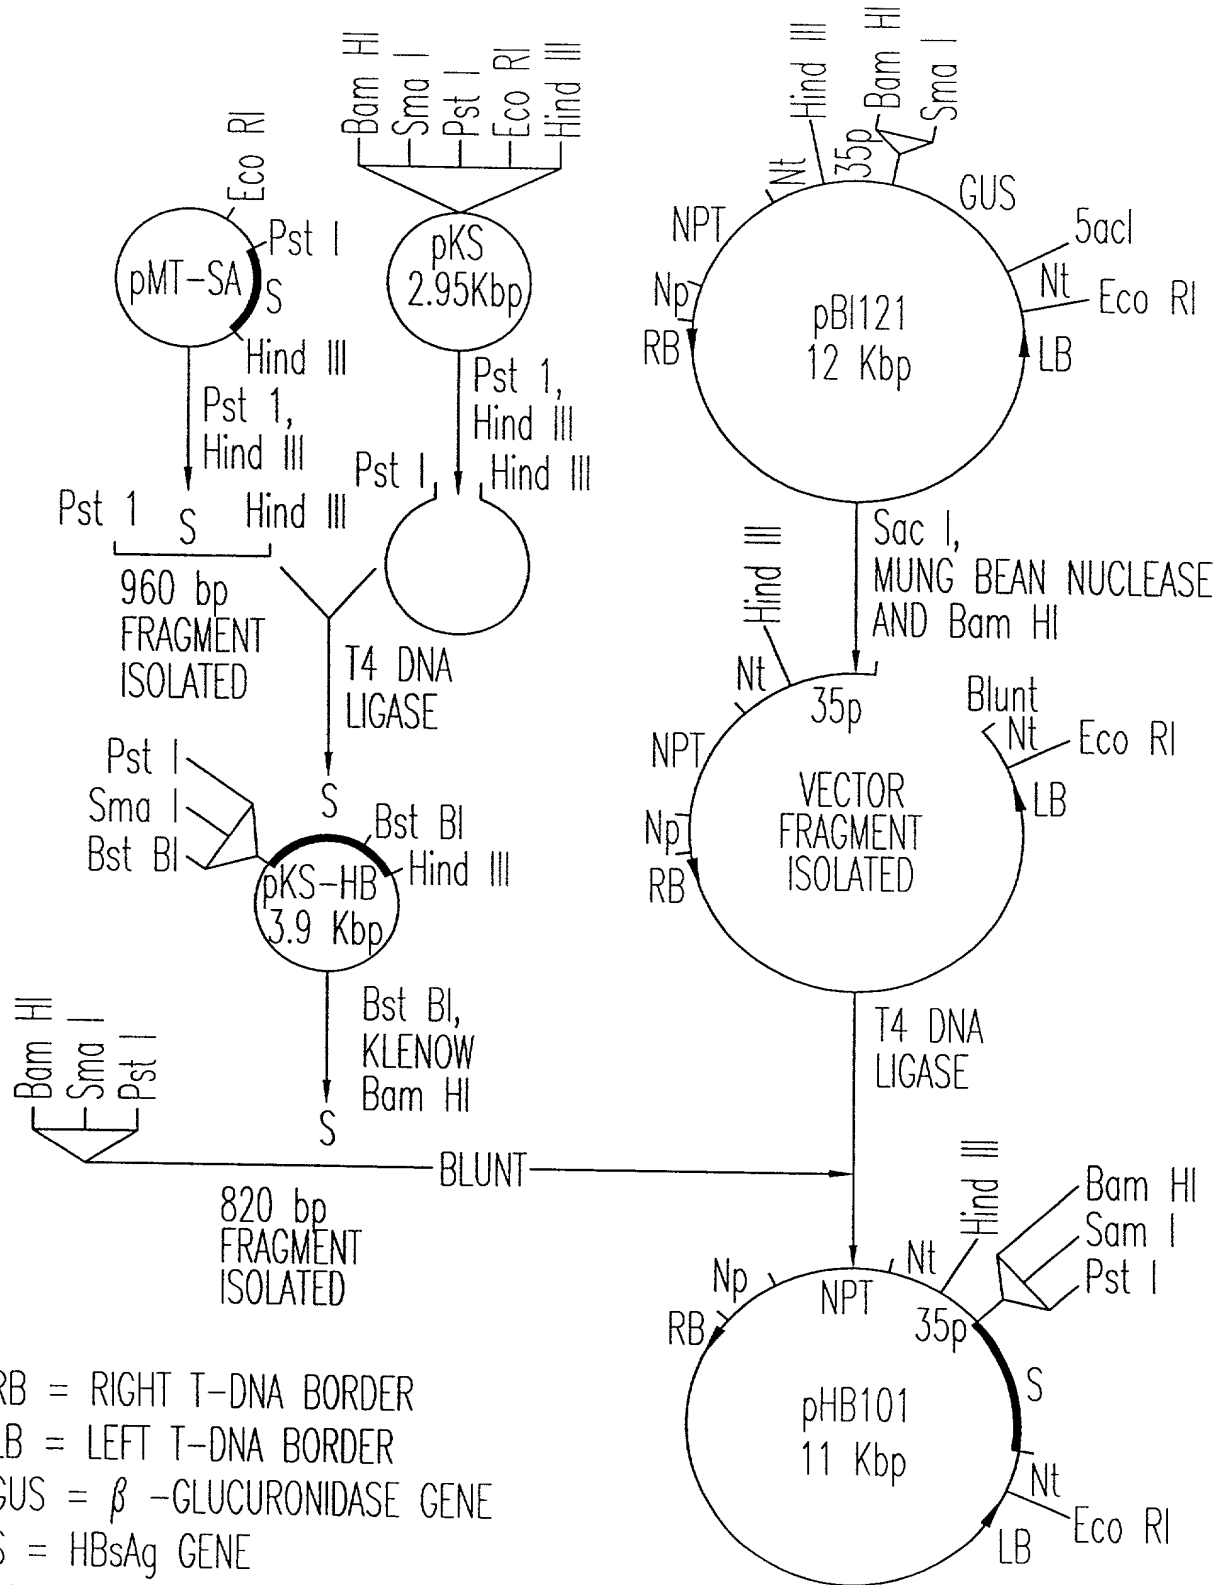 Bam HI
Sma I
Pst I
Eco RI
Hind III
Eco RI
Pst I
pMT-SA
S
Hind III
pKS
2.95Kbp
Hind III
35p
Bam HI
Sma I
Nt
NPT
Np
RB
GUS
5acI
Nt
Eco RI
LB
pBI121
12 Kbp
Pst 1,
Hind III
Pst 1,
Hind III
Pst I
Hind III
Pst 1
S
Hind III
960 bp
FRAGMENT
ISOLATED
T4 DNA
LIGASE
Sac I,
MUNG BEAN NUCLEASE
AND Bam HI
Hind III
Nt
35p
NPT
Np
RB
Blunt
Nt
Eco RI
LB
VECTOR
FRAGMENT
ISOLATED
Pst I
Sma I
Bst BI
S
Bst BI
Hind III
pKS-HB
3.9 Kbp
Bst BI,
KLENOW
Bam HI
T4 DNA
LIGASE
Bam HI
Sma I
Pst I
S
BLUNT
820 bp
FRAGMENT
ISOLATED
Hind III
Bam HI
Sam I
Pst I
Np
NPT
Nt
35p
RB
S
Nt
Eco RI
LB
pHB101
11 Kbp
RB = RIGHT T-DNA BORDER
LB = LEFT T-DNA BORDER
GUS = β -GLUCURONIDASE GENE
S = HBsAg GENE